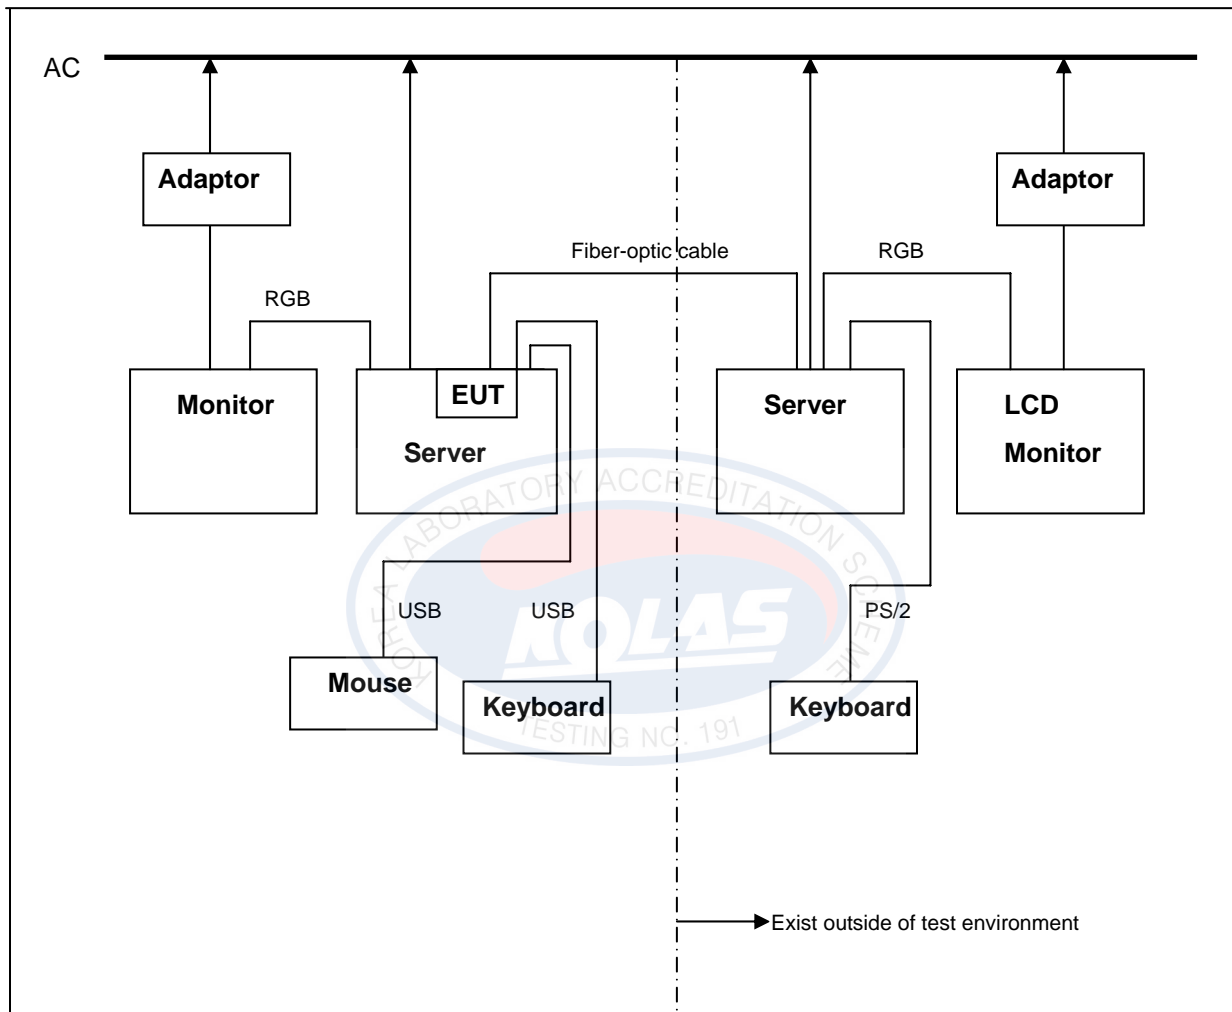 AC
Adaptor
Adaptor
Fiber-optic cable
RGB
RGB
Monitor
EUT
Server
Server
LCD
Monitor
KOREA LABORATORY ACCREDITATION SCHEME
USB
USB
PS/2
KOLAS
Mouse
Keyboard
Keyboard
TESTING NO. 191
Exist outside of test environment